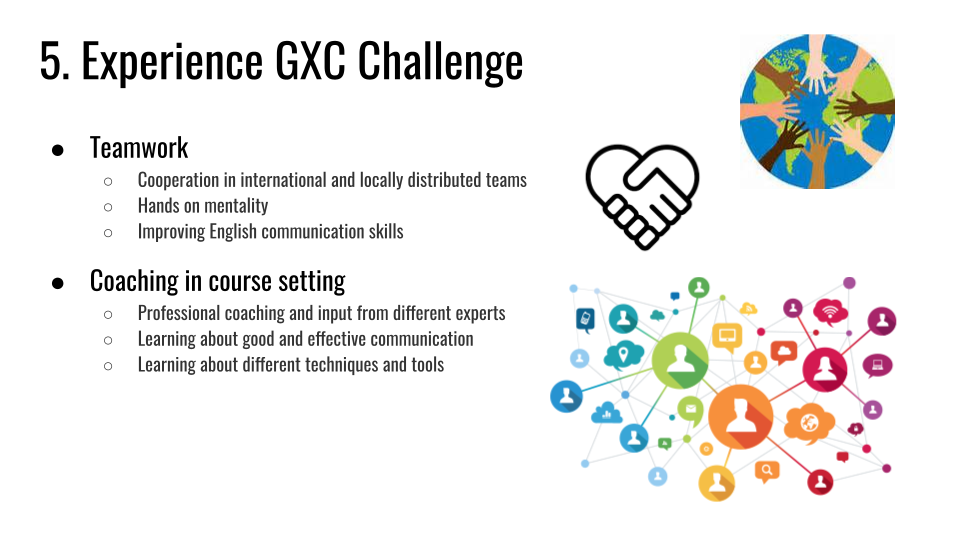 5. Experience GXC Challenge
● Teamwork
○ Cooperation in international and locally distributed teams
○ Hands on mentality
○ Improving English communication skills
● Coaching in course setting
○ Professional coaching and input from different experts
○ Learning about good and effective communication
○ Learning about different techniques and tools